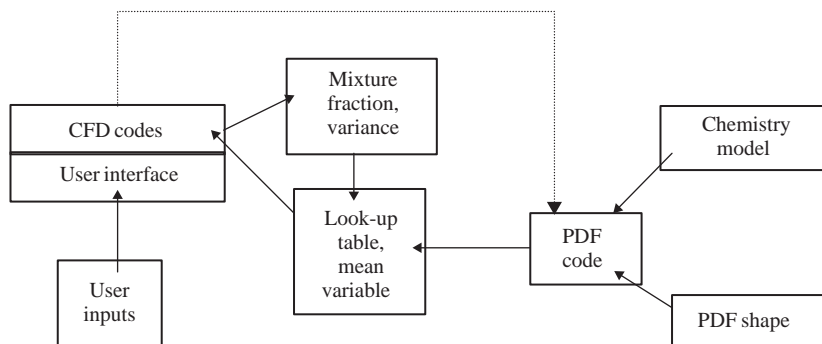 Mixture
fraction,
variance
CFD codes
User interface
Chemistry
model
Look-up
table,
mean
variable
PDF
code
User
inputs
PDF shape